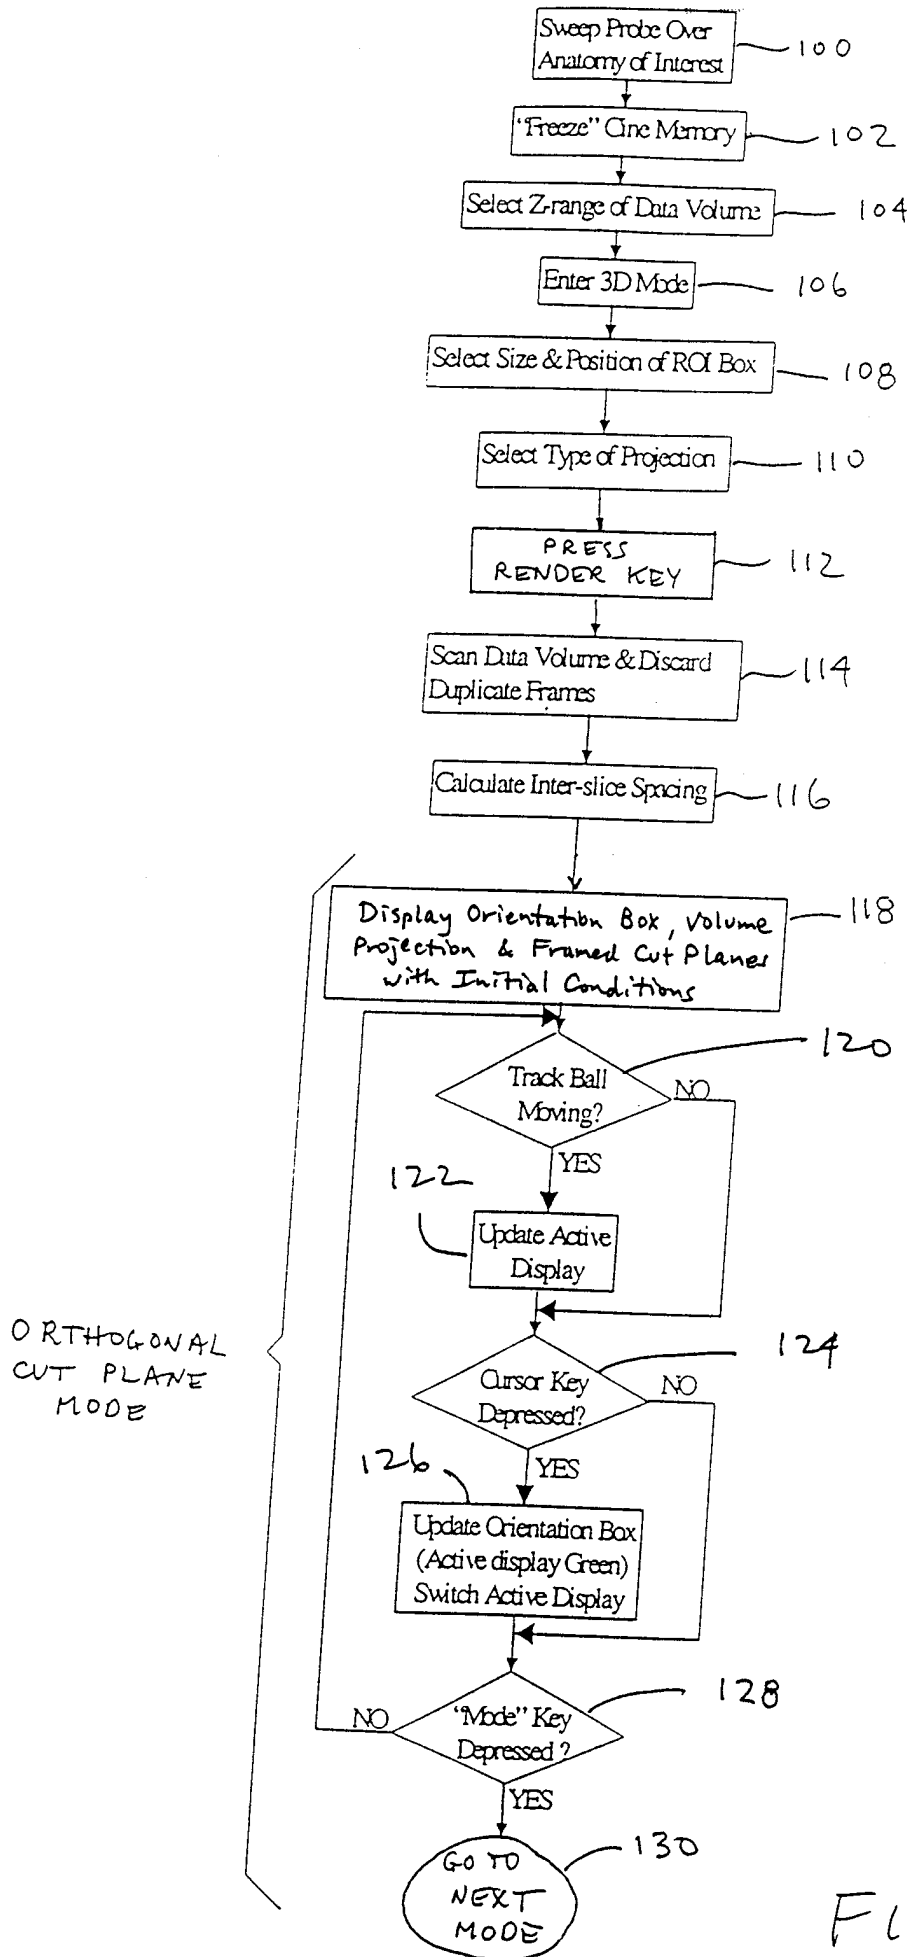 Sweep Probe Over
Anatomy of Interest
100
"Freeze" Cine Memory
102
Select Z-range of Data Volume
104
Enter 3D Mode
106
Select Size & Position of ROI Box
108
Select Type of Projection
110
PRESS
RENDER KEY
112
Scan Data Volume & Discard
Duplicate Frames
114
Calculate Inter-slice Spacing
116
Display Orientation Box, Volume
Projection & Framed Cut Planes
with Initial Conditions
118
120
Track Ball
Moving?
NO
YES
122
Update Active
Display
ORTHOGONAL
CUT PLANE
MODE
124
Cursor Key
Depressed?
NO
YES
126
Update Orientation Box
(Active display Green)
Switch Active Display
128
"Mode" Key
Depressed?
NO
YES
130
GO TO
NEXT
MODE